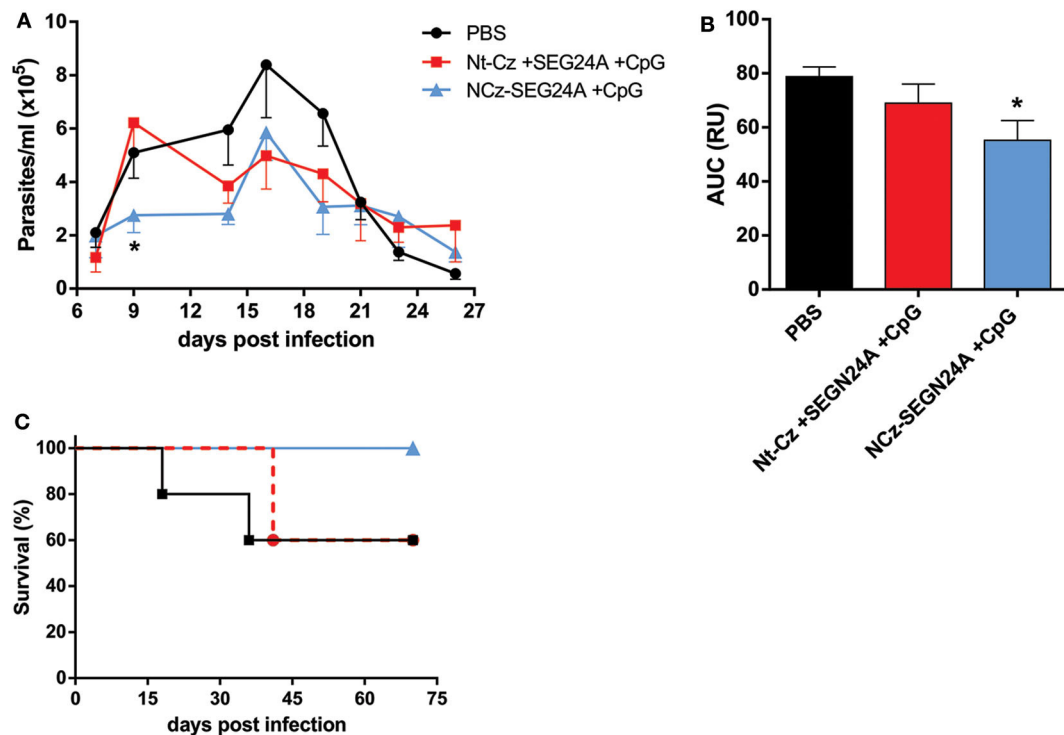 A
PBS
Nt-Cz +SEG24A +CpG
NCz-SEG24A +CpG
Parasites/ml (x10⁵)
8
6
4
2
0
*
6 9 12 15 18 21 24 27
days post infection
B
AUC (RU)
100
80
60
40
20
0
*
PBS
Nt-Cz +SEGN24A +CpG
NCz-SEGN24A +CpG
C
Survival (%)
100
80
60
40
20
0
0 15 30 45 60 75
days post infection